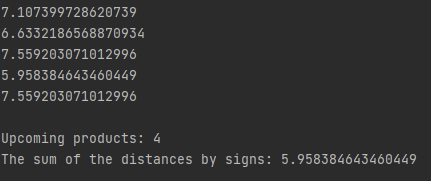 7.107399728620739
6.6332186568870934
7.559203071012996
5.958384643460449
7.559203071012996
Upcoming products: 4
The sum of the distances by signs: 5.958384643460449